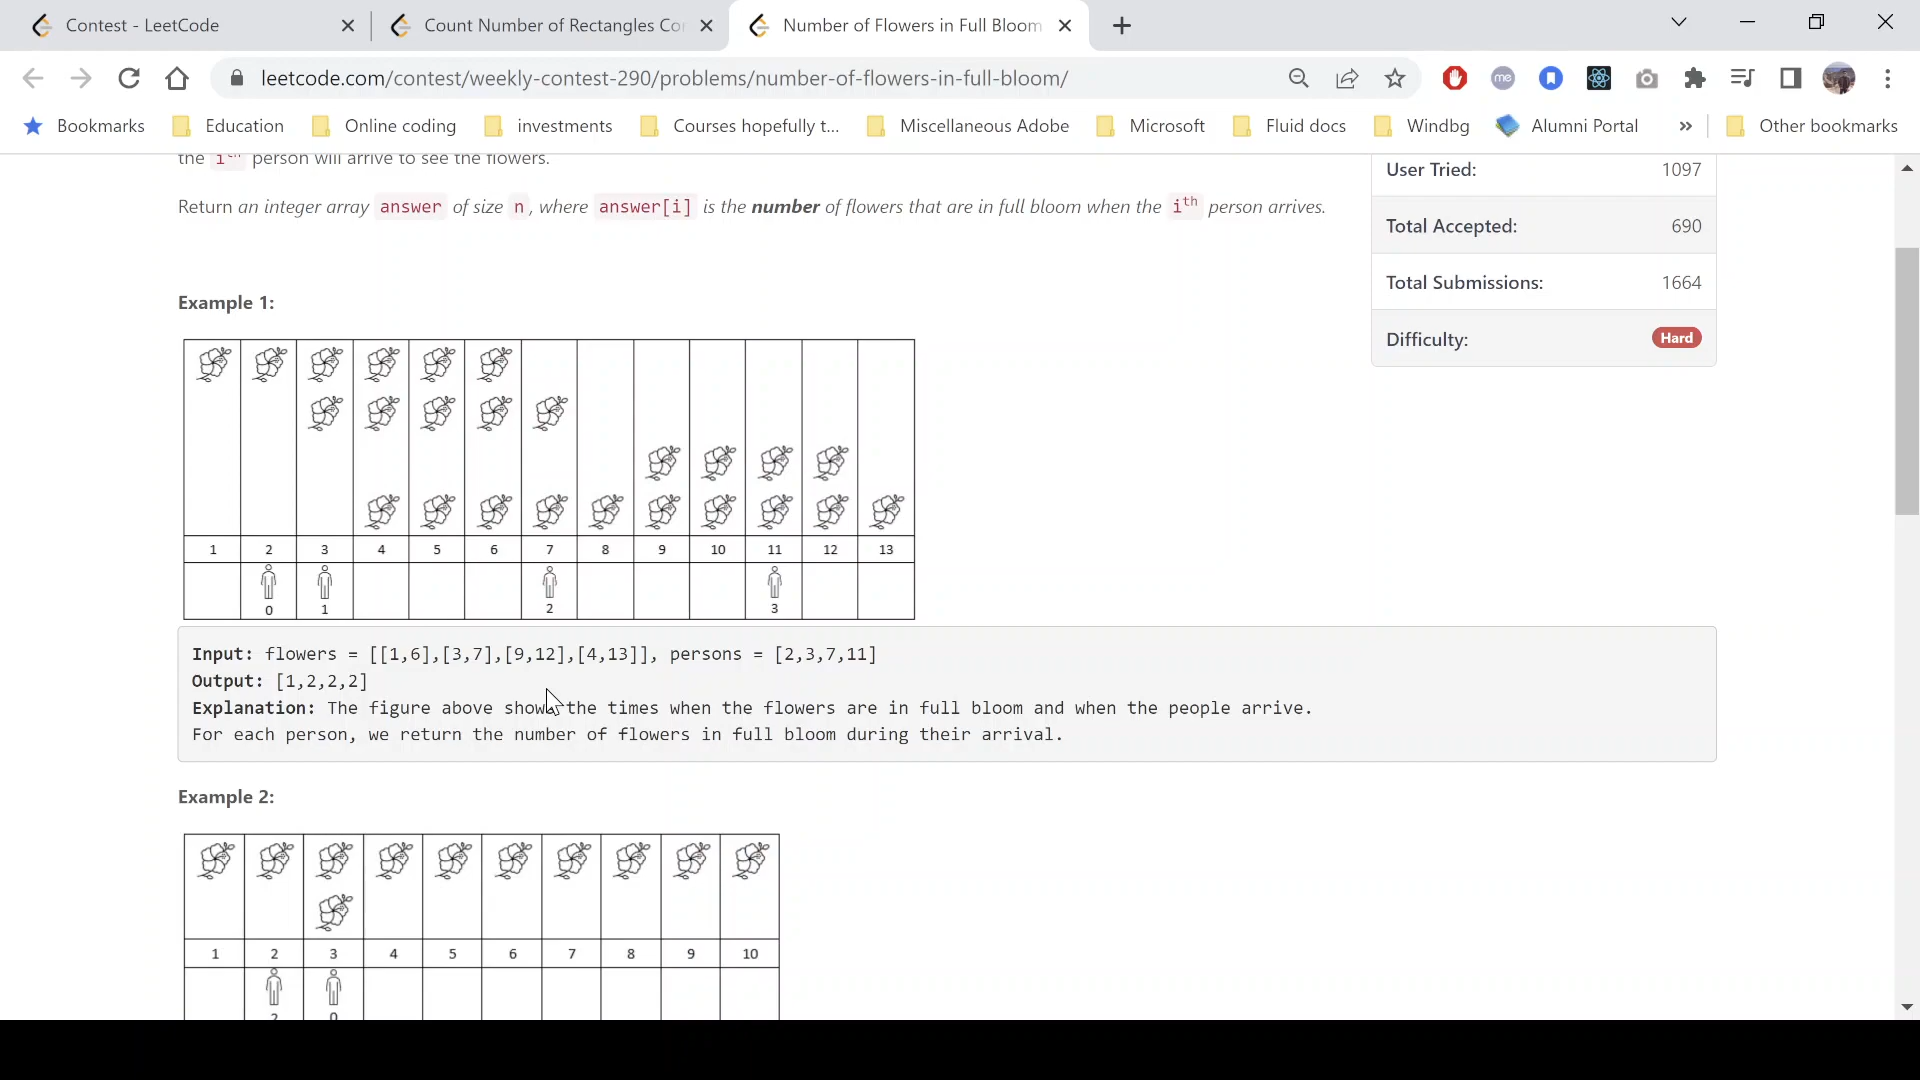 Contest - LeetCode
Count Number of Rectangles Co
Number of Flowers in Full Bloom
leetcode.com/contest/weekly-contest-290/problems/number-of-flowers-in-full-bloom/
me
Bookmarks Education Online coding investments Courses hopefully t... Miscellaneous Adobe Microsoft Fluid docs Windbg Alumni Portal » Other bookmarks
the ith person will arrive to see the flowers.
Return an integer array answer of size n, where answer[i] is the number of flowers that are in full bloom when the ith person arrives.
User Tried: 1097
Total Accepted: 690
Total Submissions: 1664
Difficulty: Hard
Example 1:
1 2 3 4 5 6 7 8 9 10 11 12 13
0 1 2 3
Input: flowers = [[1,6],[3,7],[9,12],[4,13]], persons = [2,3,7,11]
Output: [1,2,2,2]
Explanation: The figure above shows the times when the flowers are in full bloom and when the people arrive.
For each person, we return the number of flowers in full bloom during their arrival.
Example 2:
1 2 3 4 5 6 7 8 9 10
2 0